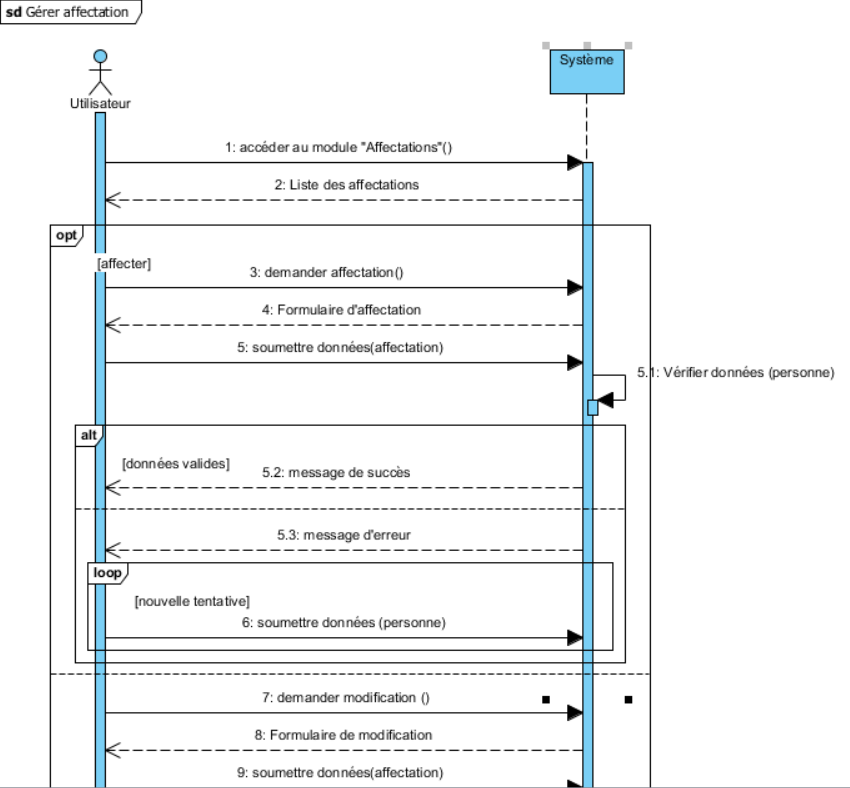 sd Gérer affectation
Utilisateur
Système
1: accéder au module "Affectations"()
2: Liste des affectations
opt
[affecter]
3: demander affectation()
4: Formulaire d'affectation
5: soumettre données(affectation)
5.1: Vérifier données (personne)
alt
[données valides]
5.2: message de succès
5.3: message d'erreur
loop
[nouvelle tentative]
6: soumettre données (personne)
7: demander modification ()
8: Formulaire de modification
9: soumettre données(affectation)